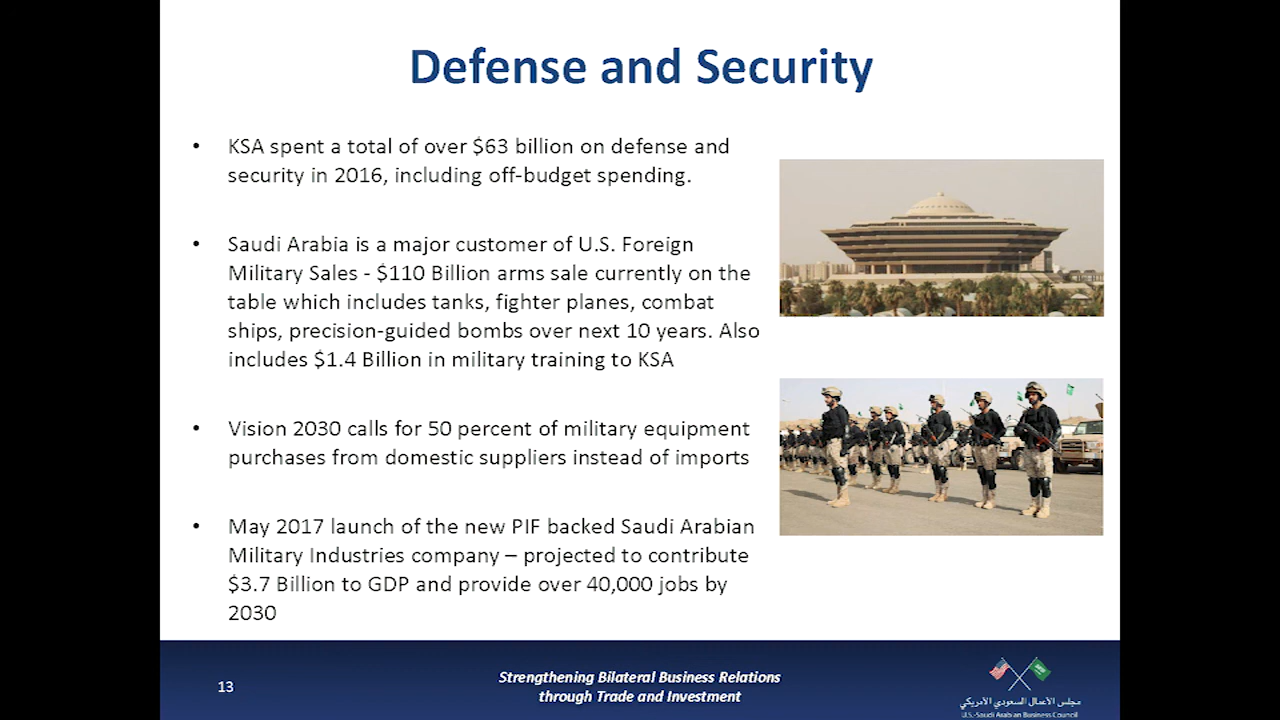 Defense and Security
• KSA spent a total of over $63 billion on defense and
security in 2016, including off-budget spending.
• Saudi Arabia is a major customer of U.S. Foreign
Military Sales - $110 Billion arms sale currently on the
table which includes tanks, fighter planes, combat
ships, precision-guided bombs over next 10 years. Also
includes $1.4 Billion in military training to KSA
• Vision 2030 calls for 50 percent of military equipment
purchases from domestic suppliers instead of imports
• May 2017 launch of the new PIF backed Saudi Arabian
Military Industries company – projected to contribute
$3.7 Billion to GDP and provide over 40,000 jobs by
2030
13
Strengthening Bilateral Business Relations
through Trade and Investment
مجلس الأعمال السعودي الأمريكي
U.S.-Saudi Arabian Business Council